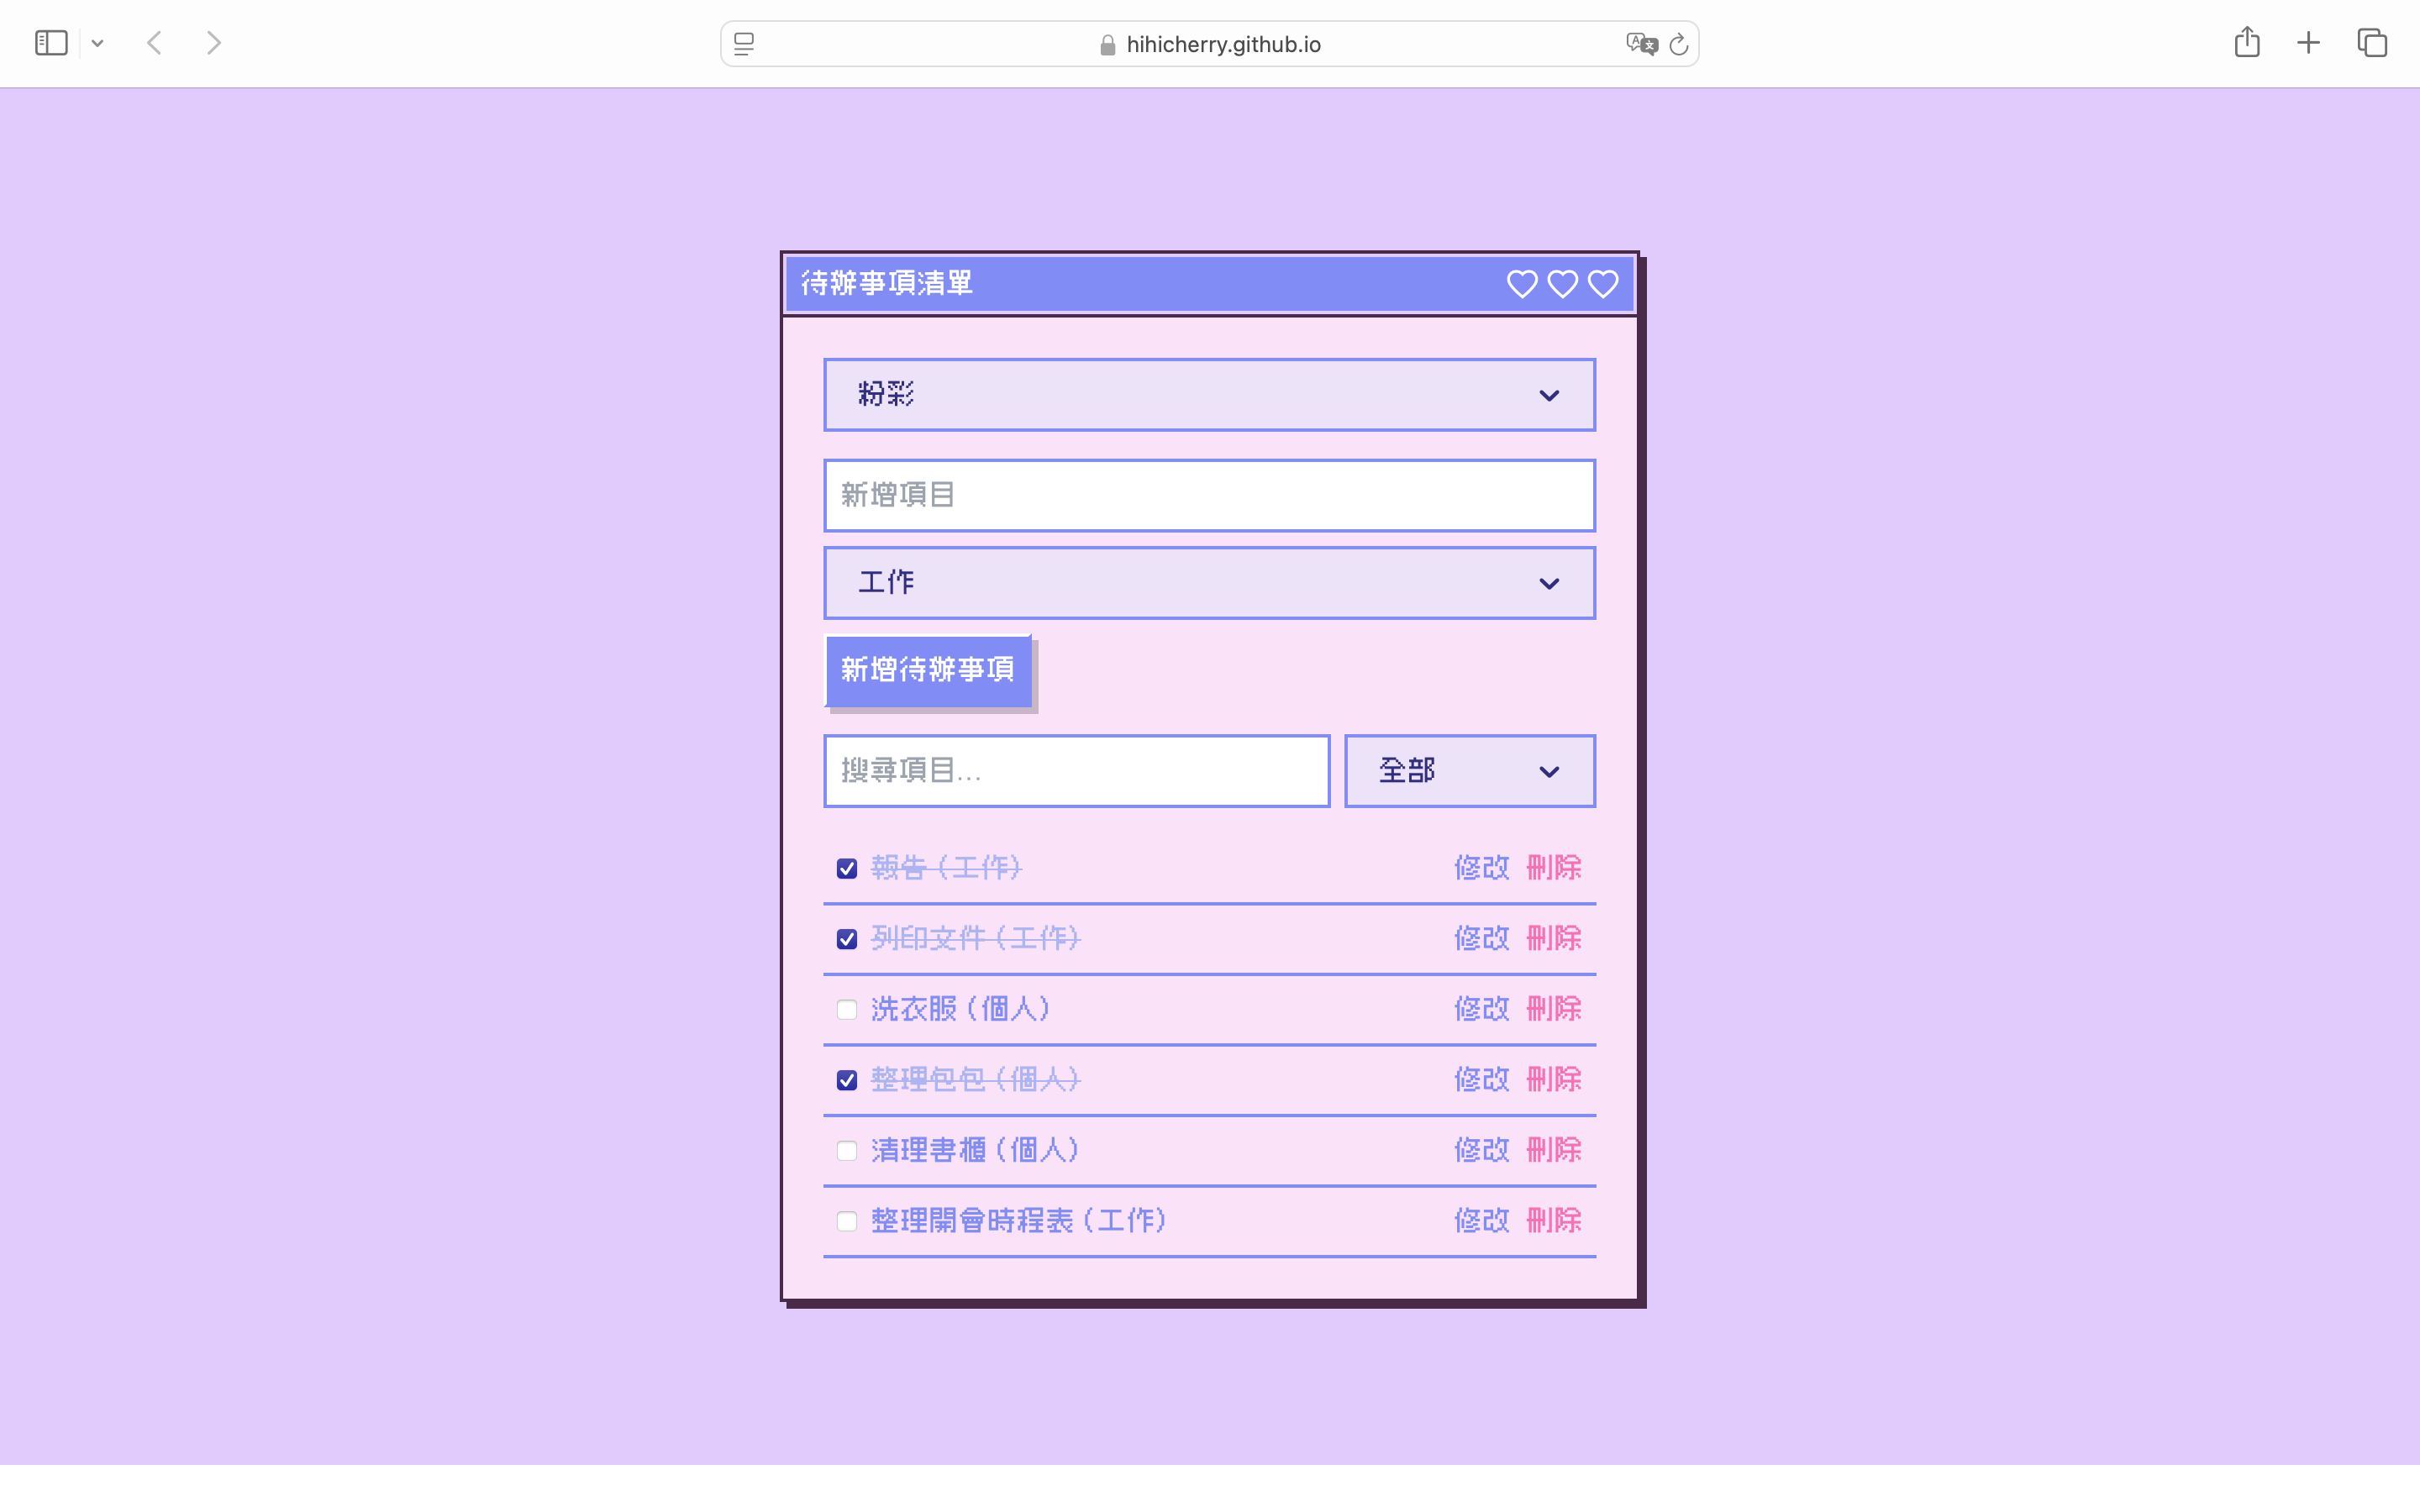 hihicherry.github.io
待辦事項清單
粉彩
新增項目
工作
新增待辦事項
搜尋項目... 全部
報告 (工作) 修改 刪除
列印文件 (工作) 修改 刪除
洗衣服 (個人) 修改 刪除
整理包包 (個人) 修改 刪除
清理書櫃 (個人) 修改 刪除
整理開會時程表 (工作) 修改 刪除